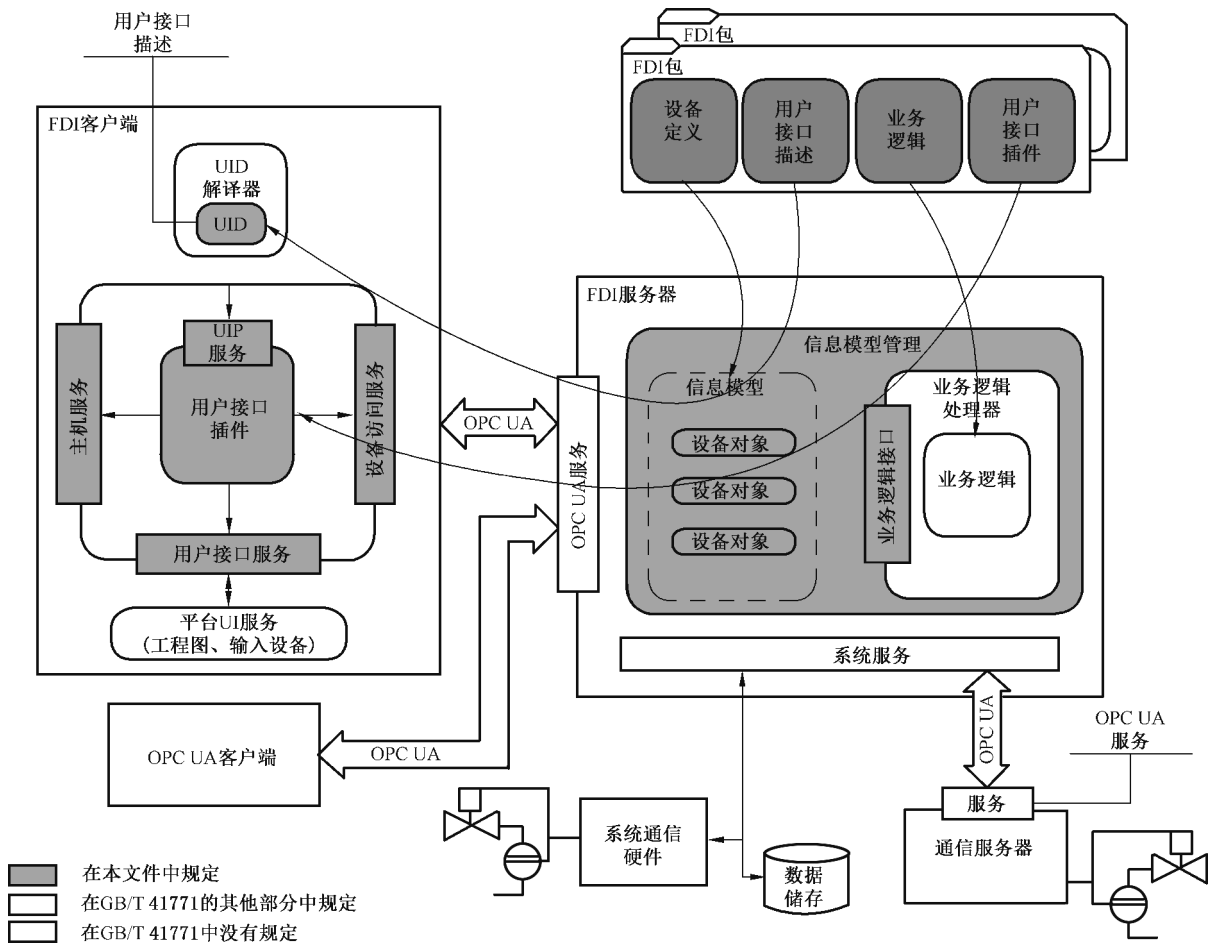 用户接口
描述
FDI包
FDI包
设备
定义
用户
接口
描述
业务
逻辑
用户
接口
插件
FDI客户端
UID
解译器
UID
UIP
服务
用户接口
插件
主机服务
设备访问服务
用户接口服务
平台UI服务
(工程图、输入设备)
OPC UA
FDI服务器
OPC UA服务
信息模型管理
信息模型
设备对象
设备对象
设备对象
业务逻辑
处理器
业务逻辑接口
业务逻辑
系统服务
OPC UA客户端
OPC UA
OPC UA
OPC UA
服务
服务
通信服务器
系统通信
硬件
数据
储存
在本文件中规定
在GB/T 41771的其他部分中规定
在GB/T 41771中没有规定